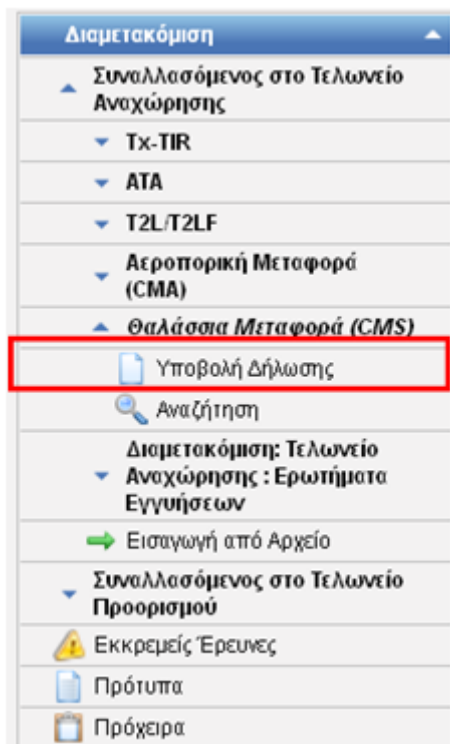 Διαμετακόμιση
Συναλλασόμενος στο Τελωνείο
Αναχώρησης
Tx-TIR
ATA
T2L/T2LF
Αεροπορική Μεταφορά
(CMA)
Θαλάσσια Μεταφορά (CMS)
Υποβολή Δήλωσης
Αναζήτηση
Διαμετακόμιση: Τελωνείο
Αναχώρησης : Ερωτήματα
Εγγυήσεων
Εισαγωγή από Αρχείο
Συναλλασόμενος στο Τελωνείο
Προορισμού
Εκκρεμείς Έρευνες
Πρότυπα
Πρόχειρα